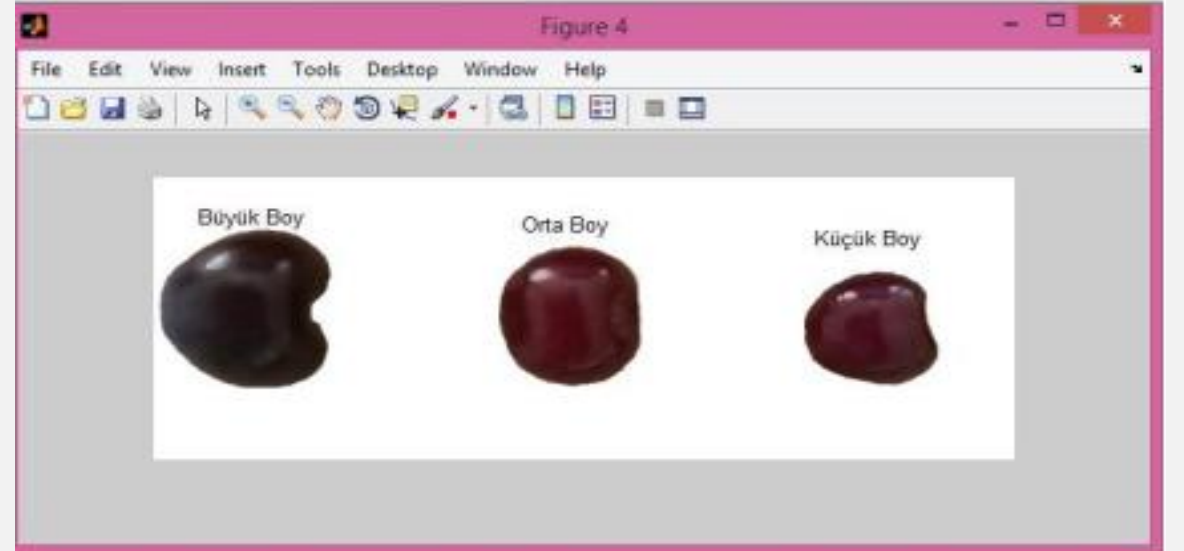 Figure 4
File Edit View Insert Tools Desktop Window Help
Büyük Boy
Orta Boy
Küçük Boy